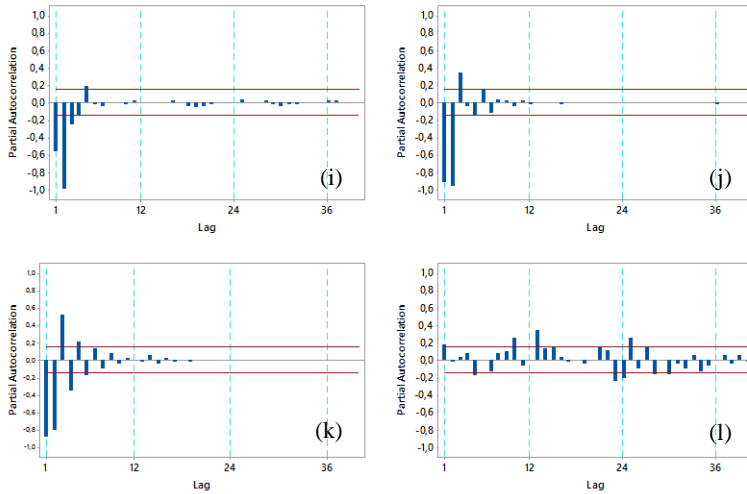 1,0
0,8
0,6
0,4
0,2
0,0
-0,2
-0,4
-0,6
-0,8
-1,0
Partial Autocorrelation
1 12 24 36
Lag
(i)
1,0
0,8
0,6
0,4
0,2
0,0
-0,2
-0,4
-0,6
-0,8
-1,0
Partial Autocorrelation
1 12 24 36
Lag
(j)
1,0
0,8
0,6
0,4
0,2
0,0
-0,2
-0,4
-0,6
-0,8
-1,0
Partial Autocorrelation
1 12 24 36
Lag
(k)
1,0
0,8
0,6
0,4
0,2
0,0
-0,2
-0,4
-0,6
-0,8
-1,0
Partial Autocorrelation
1 12 24 36
Lag
(l)